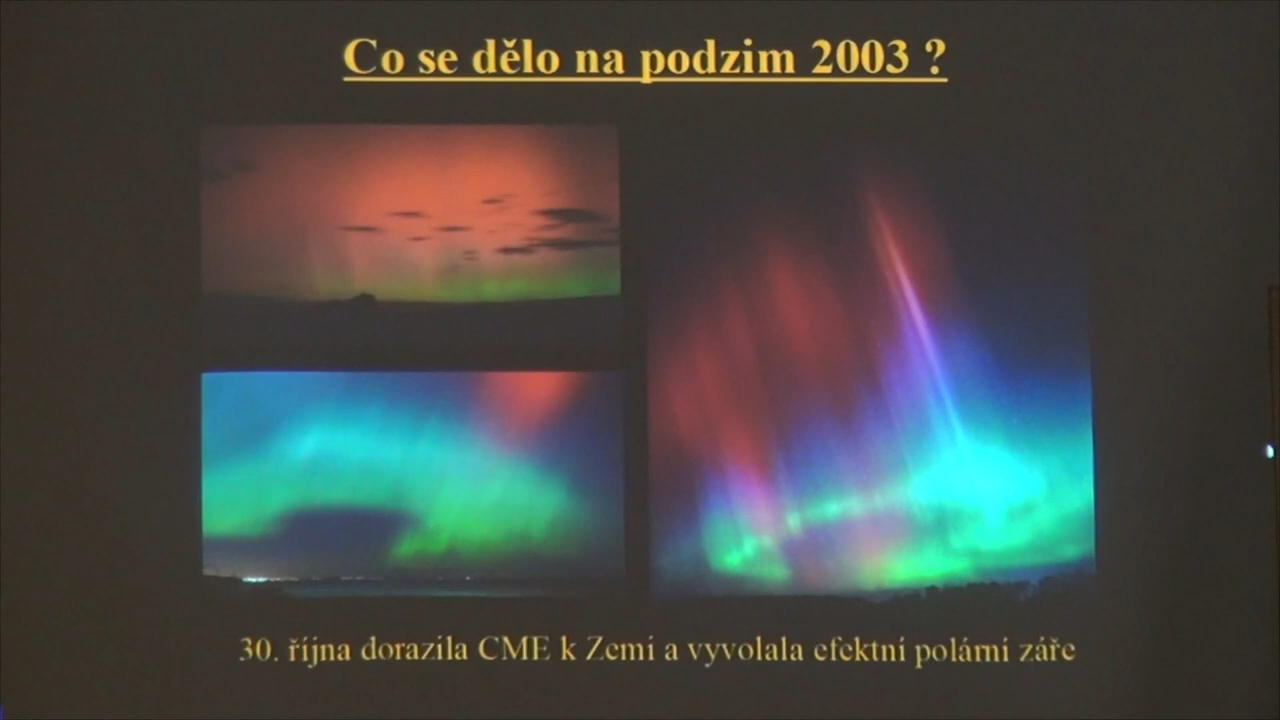 Co se dělo na podzim 2003 ?
30. října dorazila CME k Zemi a vyvolala efektní polární záře